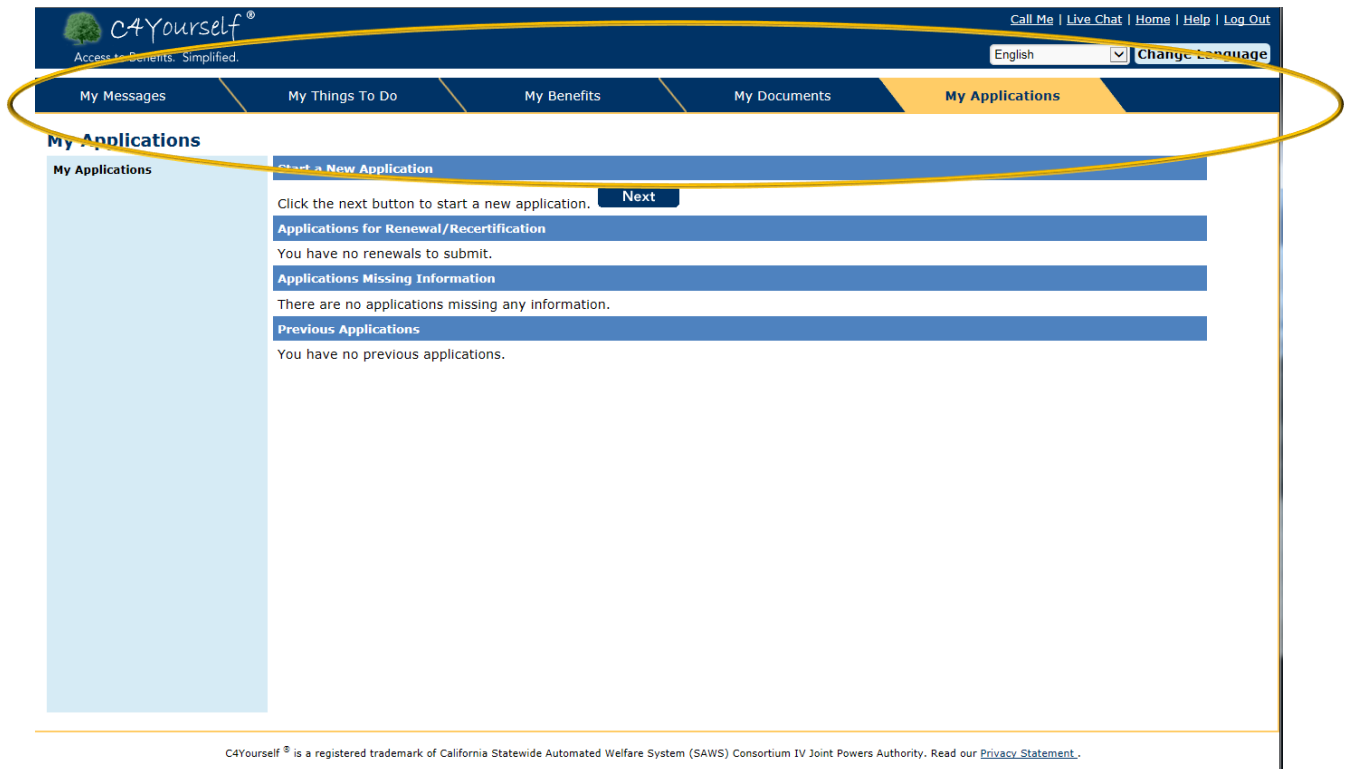 C4Yourself ®
Call Me | Live Chat | Home | Help | Log Out
Access to Benefits. Simplified.
English Change Language
My Messages My Things To Do My Benefits My Documents My Applications
My Applications
My Applications
Start a New Application
Click the next button to start a new application. Next
Applications for Renewal/Recertification
You have no renewals to submit.
Applications Missing Information
There are no applications missing any information.
Previous Applications
You have no previous applications.
C4Yourself ® is a registered trademark of California Statewide Automated Welfare System (SAWS) Consortium IV Joint Powers Authority. Read our Privacy Statement .